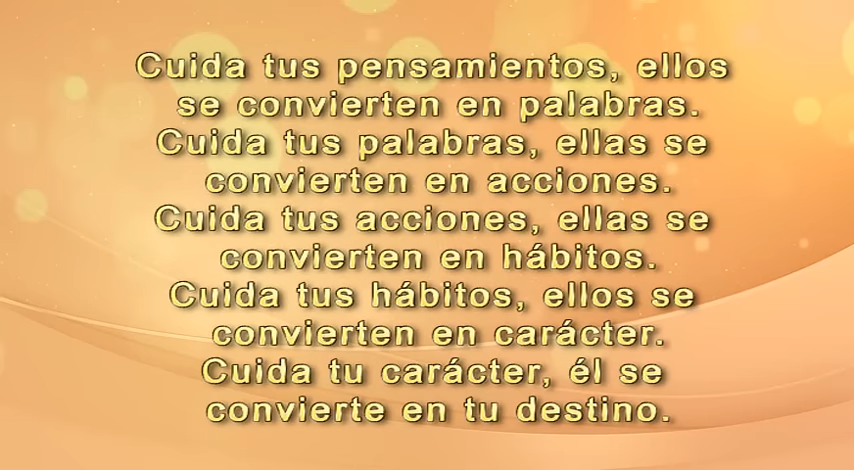 Cuida tus pensamientos, ellos
se convierten en palabras.
Cuida tus palabras, ellas se
convierten en acciones.
Cuida tus acciones, ellas se
convierten en hábitos.
Cuida tus hábitos, ellos se
convierten en carácter.
Cuida tu carácter, él se
convierte en tu destino.